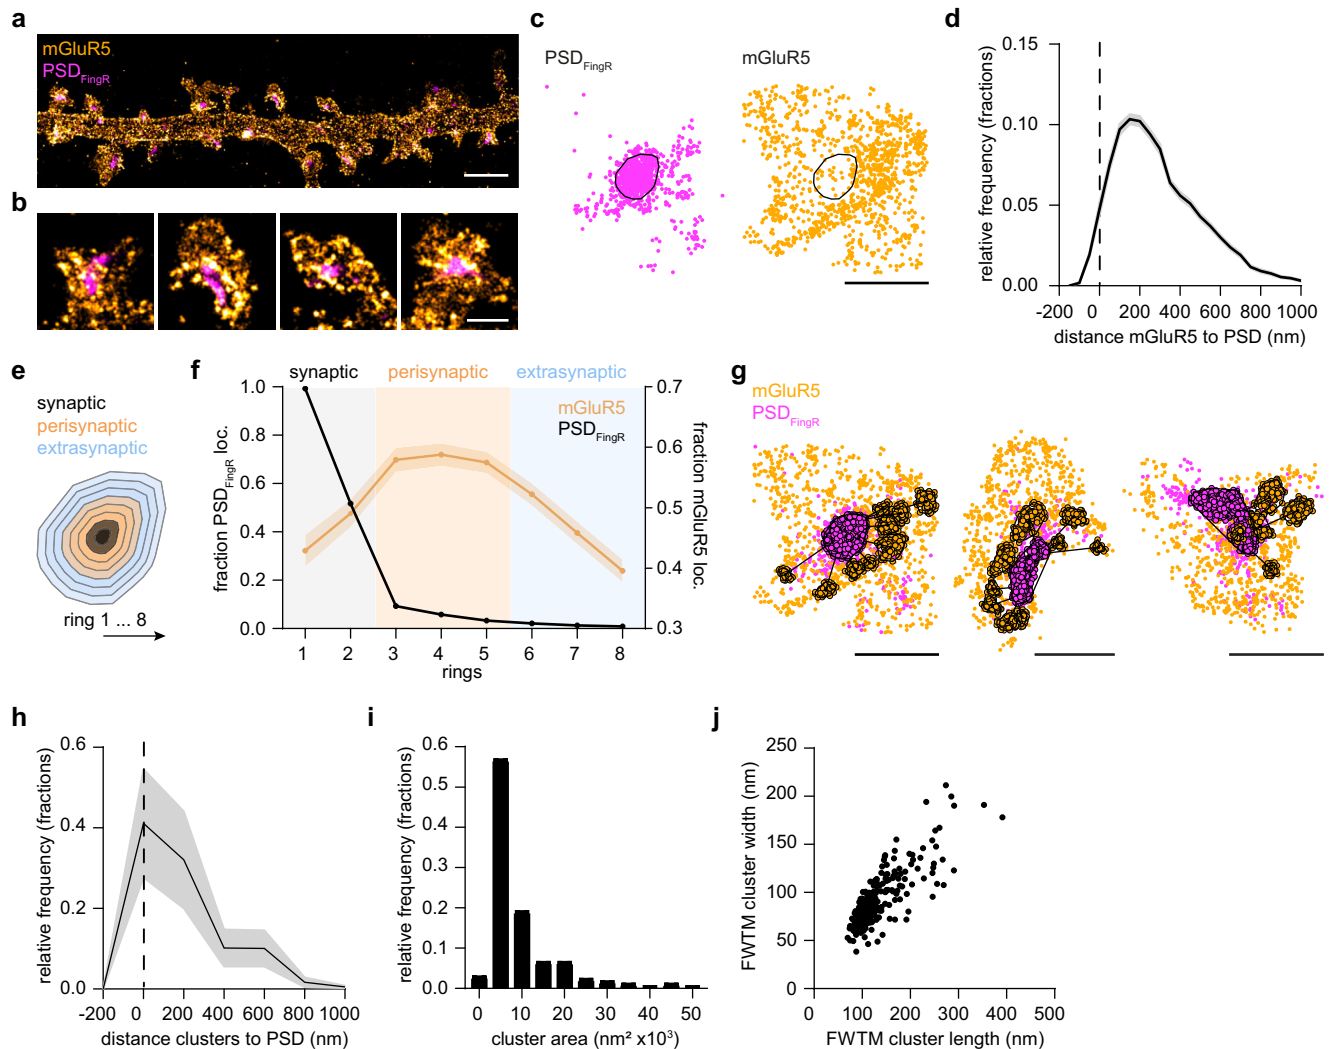 a
mGluR5
PSD_FingR
b
c
PSD_FingR
mGluR5
d
relative frequency (fractions)
0.15
0.10
0.05
0.00
-200 0 200 400 600 800 1000
distance mGluR5 to PSD (nm)
e
synaptic
perisynaptic
extrasynaptic
ring 1 ... 8
f
synaptic perisynaptic extrasynaptic
mGluR5
PSD_FingR
fraction PSD_FingR loc.
1.0
0.8
0.6
0.4
0.2
0.0
0.7
0.6
0.5
0.4
0.3
fraction mGluR5 loc.
1 2 3 4 5 6 7 8
rings
g
mGluR5
PSD_FingR
h
relative frequency (fractions)
0.6
0.4
0.2
0.0
-200 0 200 400 600 800 1000
distance clusters to PSD (nm)
i
relative frequency (fractions)
0.6
0.5
0.4
0.3
0.2
0.1
0.0
0 10 20 30 40 50
cluster area (nm² x10³)
j
FWTM cluster width (nm)
250
200
150
100
50
0
0 100 200 300 400 500
FWTM cluster length (nm)